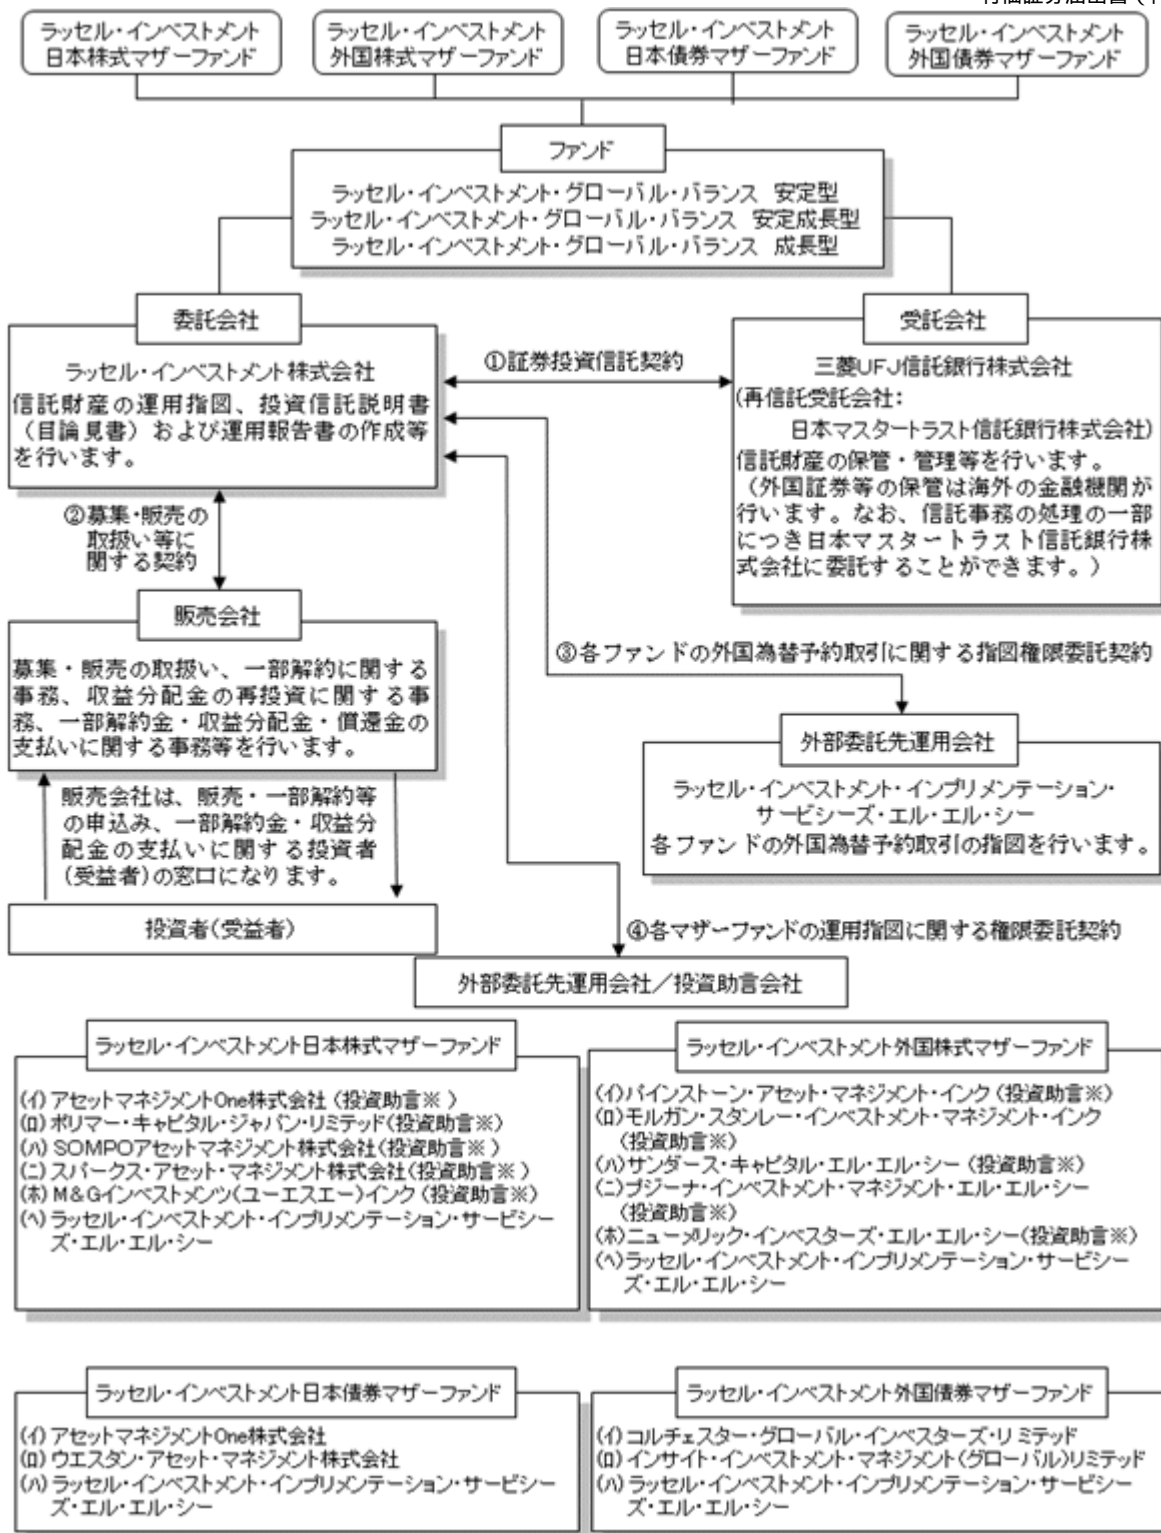 ラッセル・インベストメント
日本株式マザーファンド
ラッセル・インベストメント
外国株式マザーファンド
ラッセル・インベストメント
日本債券マザーファンド
ラッセル・インベストメント
外国債券マザーファンド
ファンド
ラッセル・インベストメント・グローバル・バランス 安定型
ラッセル・インベストメント・グローバル・バランス 安定成長型
ラッセル・インベストメント・グローバル・バランス 成長型
委託会社
ラッセル・インベストメント株式会社
信託財産の運用指図、投資信託説明書
(目論見書)および運用報告書の作成等
を行います。
①証券投資信託契約
受託会社
三菱UFJ信託銀行株式会社
(再信託受託会社:
日本マスタートラスト信託銀行株式会社)
信託財産の保管・管理等を行います。
(外国証券等の保管は海外の金融機関が
行います。なお、信託事務の処理の一部
につき日本マスタートラスト信託銀行株
式会社に委託することができます。)
②募集・販売の
取扱い等に
関する契約
販売会社
募集・販売の取扱い、一部解約に関する
事務、収益分配金の再投資に関する事
務、一部解約金・収益分配金・償還金の
支払いに関する事務等を行います。
③各ファンドの外国為替予約取引に関する指図権限委託契約
外部委託先運用会社
ラッセル・インベストメント・インプリメンテーション・
サービシーズ・エル・エル・シー
各ファンドの外国為替予約取引の指図を行います。
販売会社は、販売・一部解約等
の申込み、一部解約金・収益分
配金の支払いに関する投資者
(受益者)の窓口になります。
投資者(受益者)
④各マザーファンドの運用指図に関する権限委託契約
外部委託先運用会社/投資助言会社
ラッセル・インベストメント日本株式マザーファンド
(イ) アセットマネジメントOne株式会社 (投資助言※)
(ロ) ポリマー・キャピタル・ジャパン・リミテッド(投資助言※)
(ハ) SOMPOアセットマネジメント株式会社(投資助言※)
(ニ) スパークス・アセット・マネジメント株式会社(投資助言※)
(ホ) M&Gインベストメンツ(ユーエスエー)インク (投資助言※)
(ヘ) ラッセル・インベストメント・インプリメンテーション・サービシー
ズ・エル・エル・シー
ラッセル・インベストメント外国株式マザーファンド
(イ)パインストーン・アセット・マネジメント・インク (投資助言※)
(ロ)モルガン・スタンレー・インベストメント・マネジメント・インク
(投資助言※)
(ハ)サンダース・キャピタル・エル・エル・シー (投資助言※)
(ニ)プジーナ・インベストメント・マネジメント・エル・エル・シー
(投資助言※)
(ホ)ニューメリック・インベスターズ・エル・エル・シー(投資助言※)
(ヘ)ラッセル・インベストメント・インプリメンテーション・サービシー
ズ・エル・エル・シー
ラッセル・インベストメント日本債券マザーファンド
(イ) アセットマネジメントOne株式会社
(ロ) ウエスタン・アセット・マネジメント株式会社
(ハ) ラッセル・インベストメント・インプリメンテーション・サービシー
ズ・エル・エル・シー
ラッセル・インベストメント外国債券マザーファンド
(イ) コルチェスター・グローバル・インベスターズ・リミテッド
(ロ) インサイト・インベストメント・マネジメント(グローバル)リミテッド
(ハ) ラッセル・インベストメント・インプリメンテーション・サービシー
ズ・エル・エル・シー